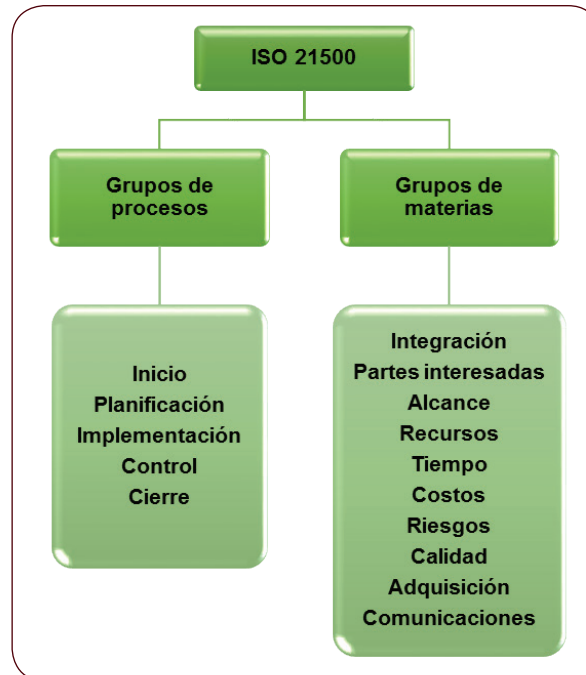 ISO 21500
Grupos de
procesos
Grupos de
materias
Inicio
Planificación
Implementación
Control
Cierre
Integración
Partes interesadas
Alcance
Recursos
Tiempo
Costos
Riesgos
Calidad
Adquisición
Comunicaciones